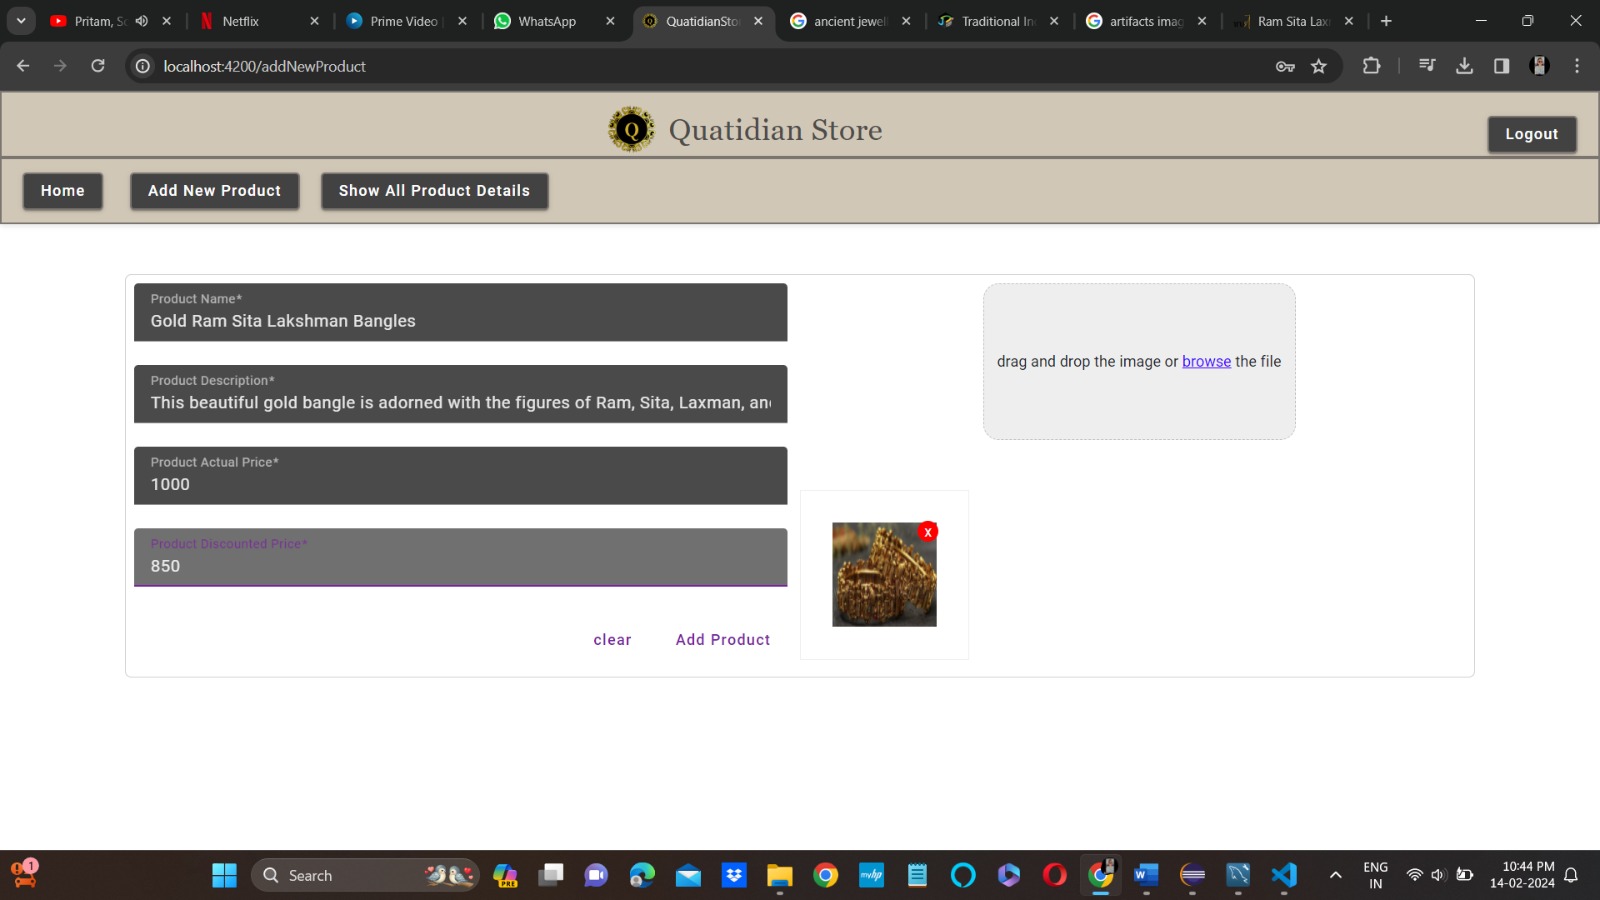 Pritam, S
Netflix
Prime Video
WhatsApp
QuatidianSto
ancient jewell
Traditional In
artifacts imag
Ram Sita Lax
localhost:4200/addNewProduct
Q
Quatidian Store
Logout
Home
Add New Product
Show All Product Details
Product Name*
Gold Ram Sita Lakshman Bangles
drag and drop the image or browse the file
Product Description*
This beautiful gold bangle is adorned with the figures of Ram, Sita, Laxman, an
Product Actual Price*
1000
Product Discounted Price*
850
X
clear
Add Product
1
Search
PRE
myhp
W
ENG
IN
10:44 PM
14-02-2024